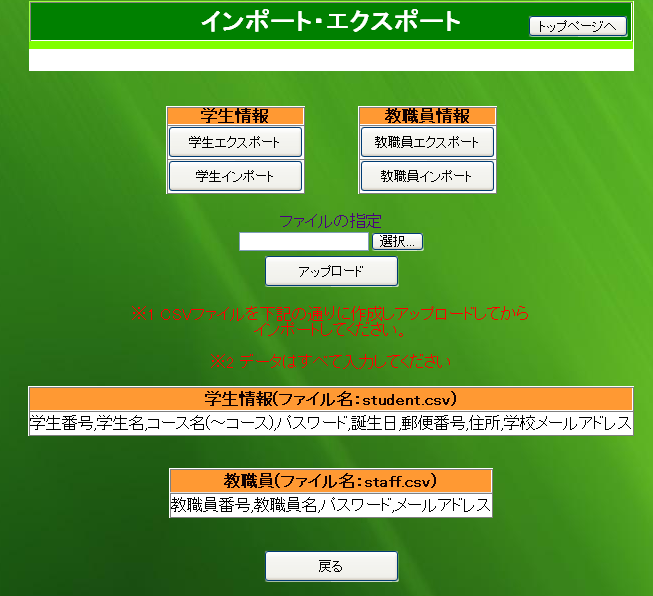 インポート・エクスポート
トップページへ
学生情報
教職員情報
学生エクスポート
教職員エクスポート
学生インポート
教職員インポート
ファイルの指定
選択...
アップロード
※1 CSVファイルを下記の通りに作成しアップロードしてから
インポートしてください。
※2 データはすべて入力してください
学生情報(ファイル名:student.csv)
学生番号,学生名,コース名(～コース),パスワード,誕生日,郵便番号,住所,学校メールアドレス
教職員(ファイル名:staff.csv)
教職員番号,教職員名,パスワード,メールアドレス
戻る